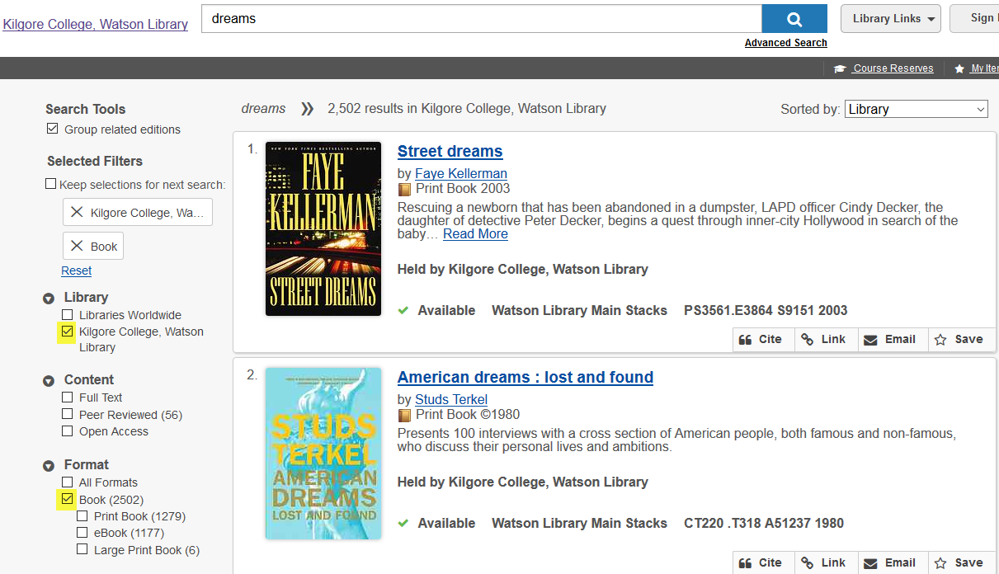 Kilgore College, Watson Library
dreams
Library Links
Sign
Advanced Search
Course Reserves
My Iter
Search Tools
Group related editions
Selected Filters
Keep selections for next search:
Kilgore College, Wa...
Book
Reset
Library
Libraries Worldwide
Kilgore College, Watson
Library
Content
Full Text
Peer Reviewed (56)
Open Access
Format
All Formats
Book (2502)
Print Book (1279)
eBook (1177)
Large Print Book (6)
dreams » 2,502 results in Kilgore College, Watson Library
Sorted by: Library
1.
NEW YORK TIMES BESTSELLING AUTHOR
FAYE
KELLERMAN
STREET DREAMS
Street dreams
by Faye Kellerman
Print Book 2003
Rescuing a newborn that has been abandoned in a dumpster, LAPD officer Cindy Decker, the
daughter of detective Peter Decker, begins a quest through inner-city Hollywood in search of the
baby… Read More
Held by Kilgore College, Watson Library
Available Watson Library Main Stacks PS3561.E3864 S9151 2003
Cite Link Email Save
2.
STUDS
TERKEL
AMERICAN
DREAMS
LOST AND FOUND
American dreams : lost and found
by Studs Terkel
Print Book ©1980
Presents 100 interviews with a cross section of American people, both famous and non-famous,
who discuss their personal lives and ambitions.
Held by Kilgore College, Watson Library
Available Watson Library Main Stacks CT220 .T318 A51237 1980
Cite Link Email Save